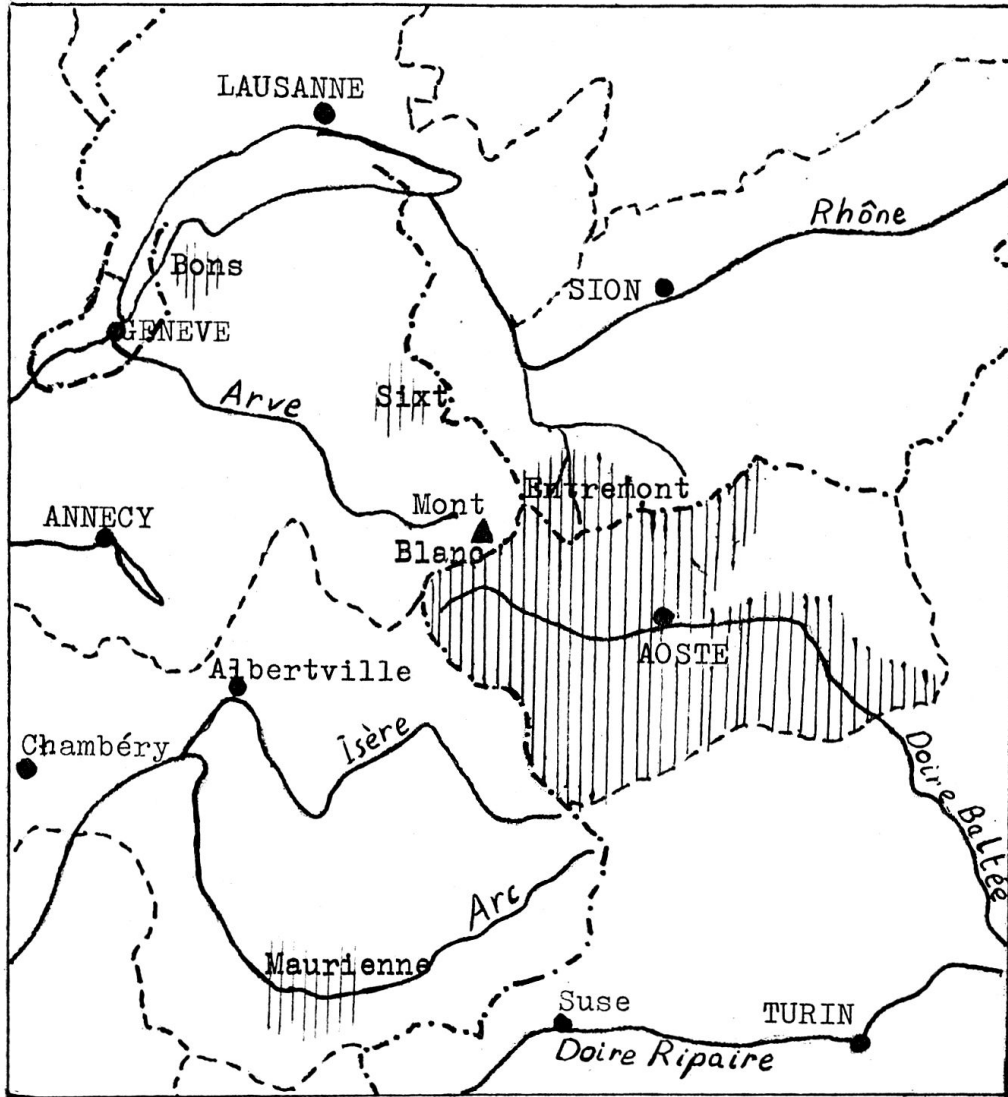 LAUSANNE
Rhône
Bons
SION
GENEVE
Sixt
Arve
Entremont
Mont
Blanc
ANNECY
AOSTE
Albertville
Isère
Chambéry
Doire Baltée
Arc
Maurienne
Suse
TURIN
Doire Ripaire